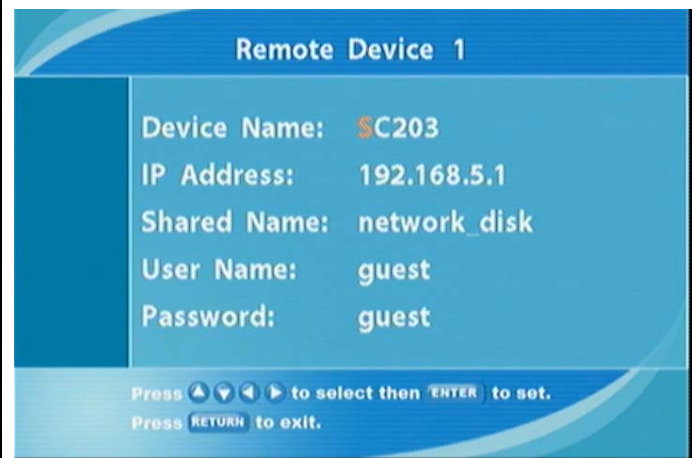 Remote Device 1
Device Name: SC203
IP Address: 192.168.5.1
Shared Name: network_disk
User Name: guest
Password: guest
Press to select then ENTER to set.
Press RETURN to exit.